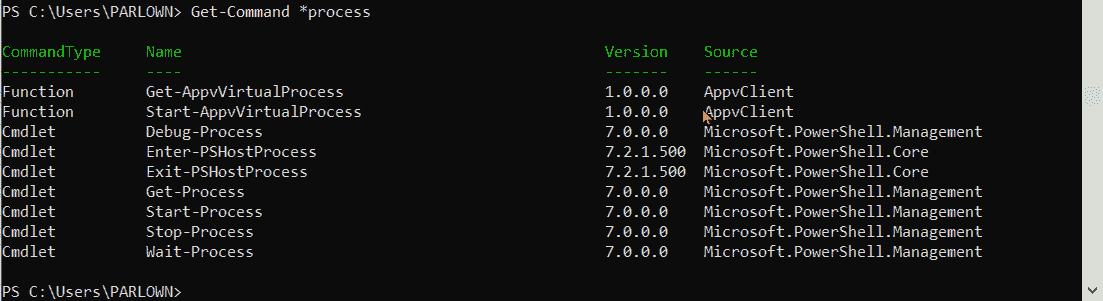 PS C:\Users\PARLOWN> Get-Command *process
CommandType     Name                                               Version    Source
-----------     ----                                               -------    ------
Function        Get-AppvVirtualProcess                             1.0.0.0    AppvClient
Function        Start-AppvVirtualProcess                           1.0.0.0    AppvClient
Cmdlet          Debug-Process                                      7.0.0.0    Microsoft.PowerShell.Management
Cmdlet          Enter-PSHostProcess                                7.2.1.500  Microsoft.PowerShell.Core
Cmdlet          Exit-PSHostProcess                                 7.2.1.500  Microsoft.PowerShell.Core
Cmdlet          Get-Process                                        7.0.0.0    Microsoft.PowerShell.Management
Cmdlet          Start-Process                                      7.0.0.0    Microsoft.PowerShell.Management
Cmdlet          Stop-Process                                       7.0.0.0    Microsoft.PowerShell.Management
Cmdlet          Wait-Process                                       7.0.0.0    Microsoft.PowerShell.Management
PS C:\Users\PARLOWN>